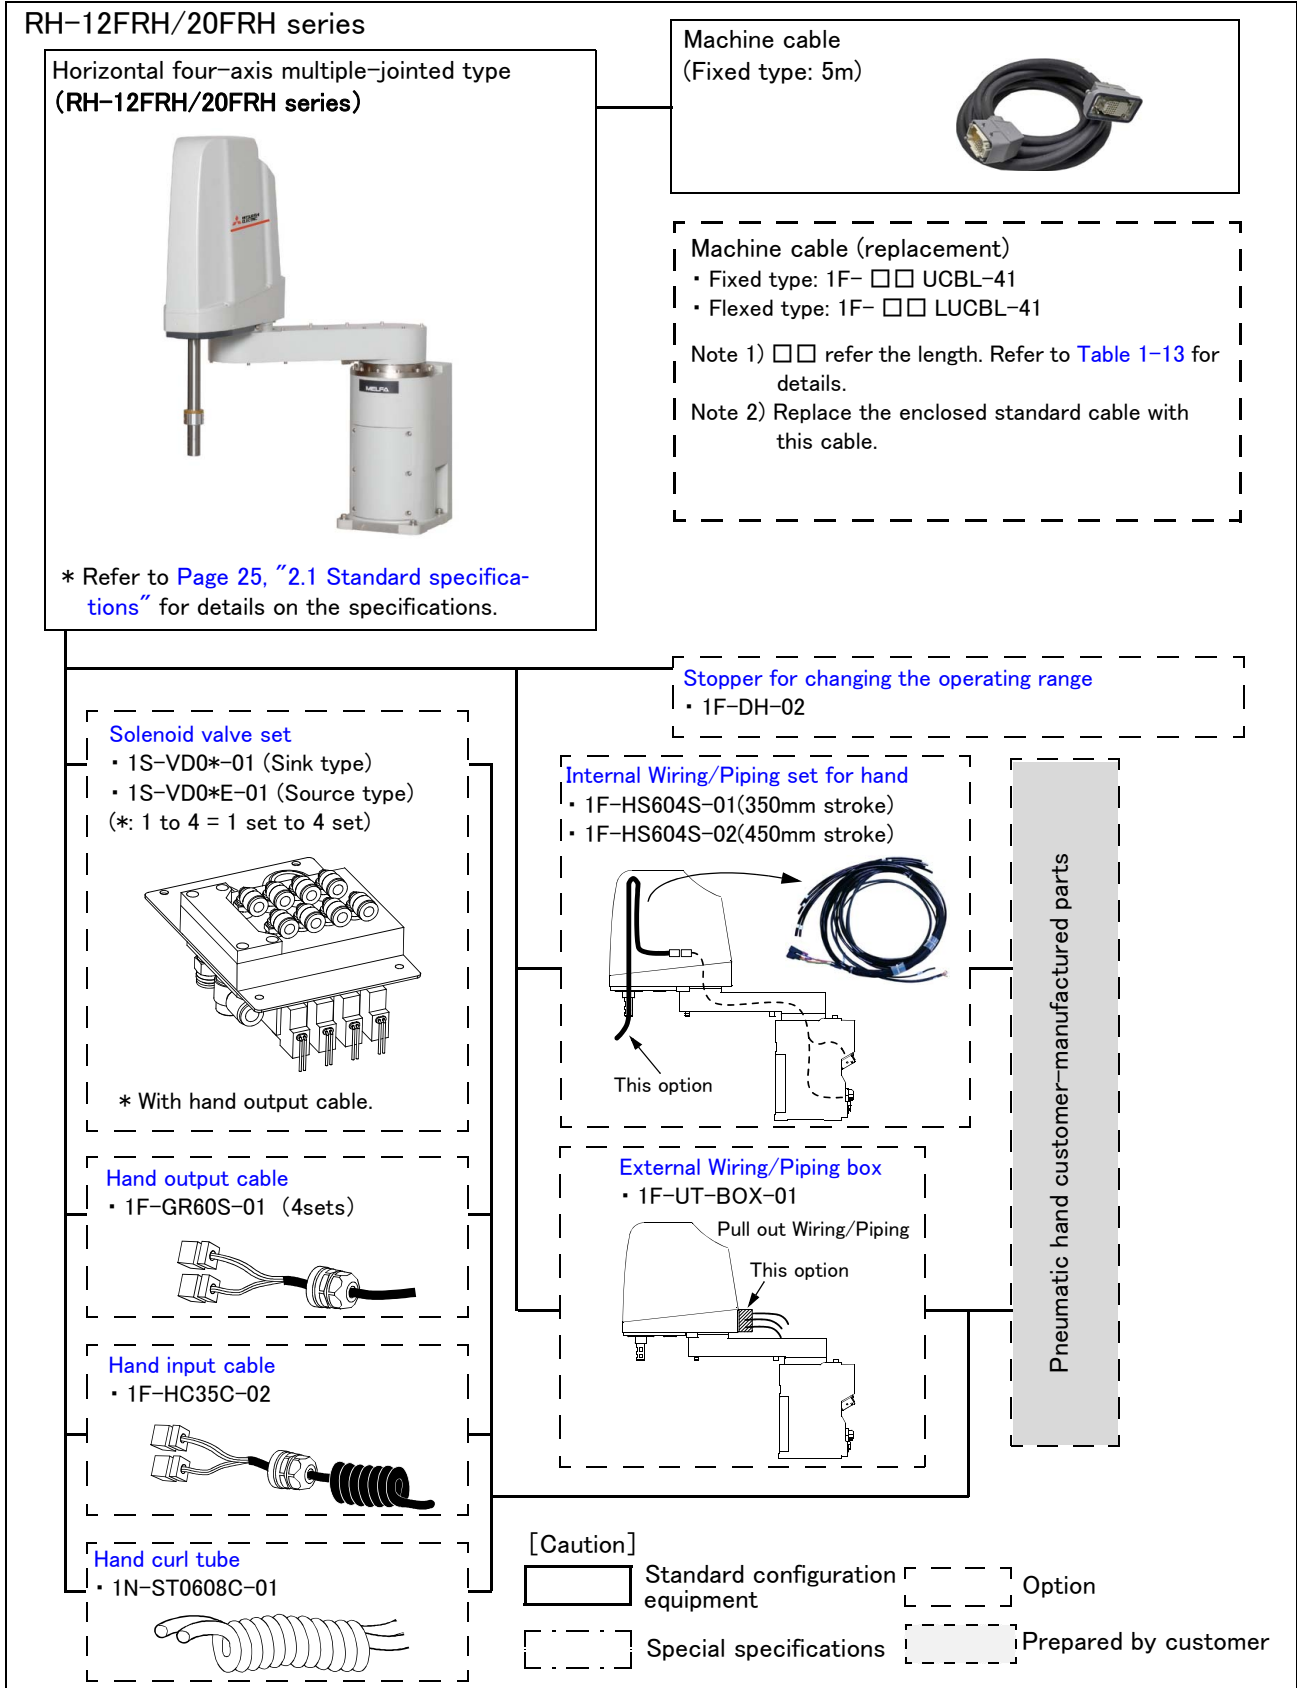 RH-12FRH/20FRH series
Horizontal four-axis multiple-jointed type
(RH-12FRH/20FRH series)
MITSUBISHI
ELECTRIC
MELFA
* Refer to Page 25, "2.1 Standard specifica-
tions" for details on the specifications.
Machine cable
(Fixed type: 5m)
Machine cable (replacement)
・Fixed type: 1F- □□ UCBL-41
・Flexed type: 1F- □□ LUCBL-41
Note 1) □□ refer the length. Refer to Table 1-13 for
details.
Note 2) Replace the enclosed standard cable with
this cable.
Stopper for changing the operating range
・1F-DH-02
Solenoid valve set
・1S-VD0*-01 (Sink type)
・1S-VD0*E-01 (Source type)
(*: 1 to 4 = 1 set to 4 set)
* With hand output cable.
Internal Wiring/Piping set for hand
・1F-HS604S-01(350mm stroke)
・1F-HS604S-02(450mm stroke)
This option
Hand output cable
・1F-GR60S-01 (4sets)
External Wiring/Piping box
・1F-UT-BOX-01
Pull out Wiring/Piping
This option
Pneumatic hand customer-manufactured parts
Hand input cable
・1F-HC35C-02
Hand curl tube
・1N-ST0608C-01
[Caution]
Standard configuration
equipment
Option
Special specifications
Prepared by customer